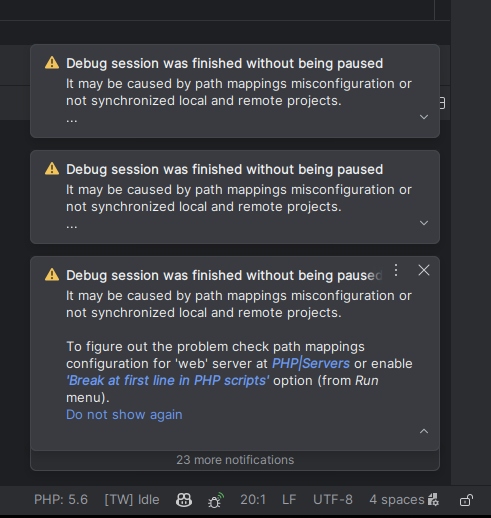 Debug session was finished without being paused
It may be caused by path mappings misconfiguration or
not synchronized local and remote projects.
...
Debug session was finished without being paused
It may be caused by path mappings misconfiguration or
not synchronized local and remote projects.
...
Debug session was finished without being paused
It may be caused by path mappings misconfiguration or
not synchronized local and remote projects.
To figure out the problem check path mappings
configuration for 'web' server at PHP|Servers or enable
'Break at first line in PHP scripts' option (from Run
menu).
Do not show again
23 more notifications
PHP: 5.6 [TW] Idle 20:1 LF UTF-8 4 spaces